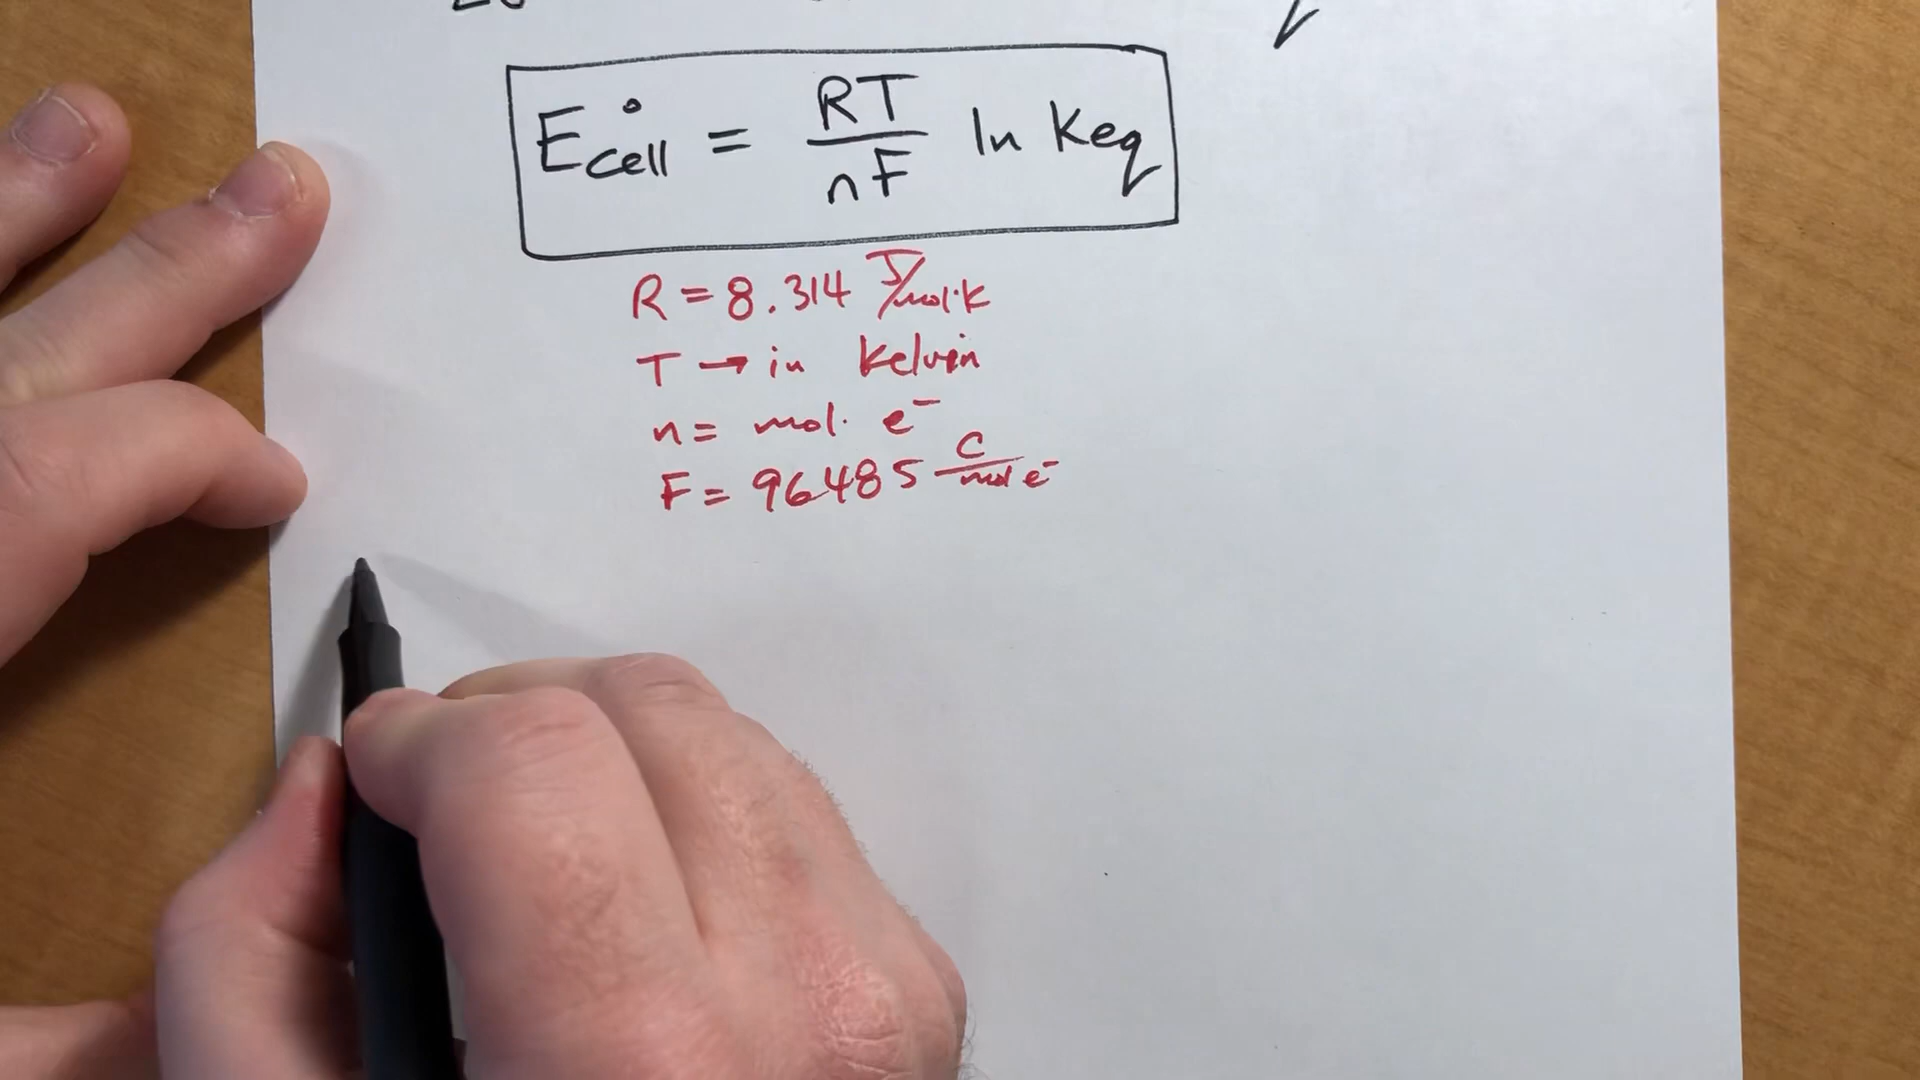 E°cell = RT/nF ln Keq
R = 8.314 J/mol·K
T → in Kelvin
n = mol. e⁻
F = 96485 C/mol e⁻